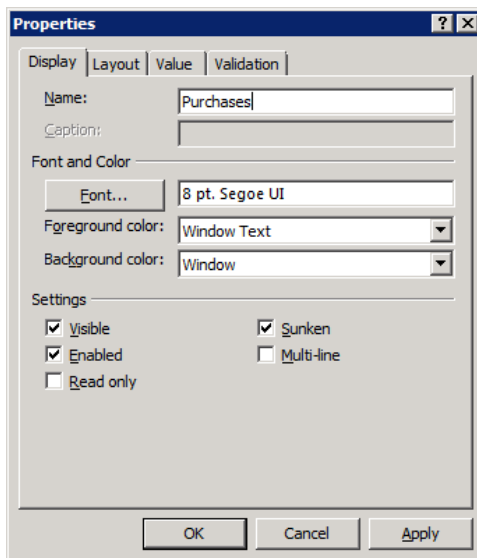 Properties
Display Layout Value Validation
Name: Purchases
Caption:
Font and Color
Font... 8 pt. Segoe UI
Foreground color: Window Text
Background color: Window
Settings
Visible Sunken
Enabled Multi-line
Read only
OK Cancel Apply